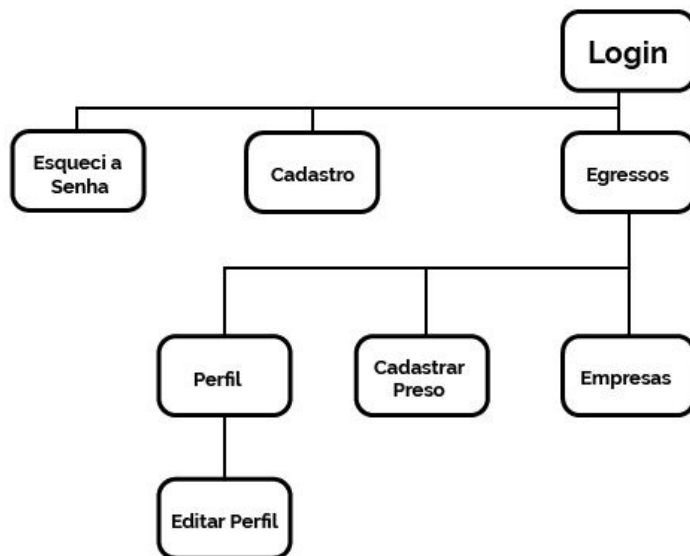 Login
Esqueci a
Senha
Cadastro
Egressos
Perfil
Cadastrar
Preso
Empresas
Editar Perfil